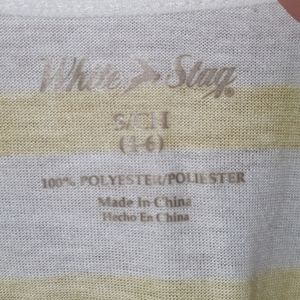 White Stag®
S/CH
(4-6)
100% POLYESTER/POLIESTER
Made In China
Hecho En China